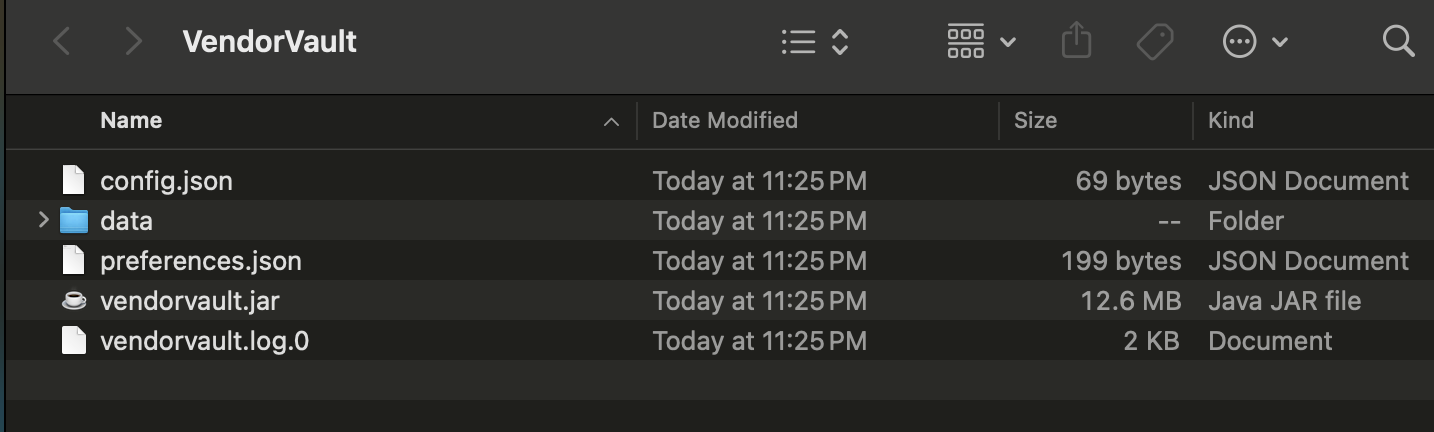 VendorVault
Name Date Modified Size Kind
config.json Today at 11:25 PM 69 bytes JSON Document
data Today at 11:25 PM -- Folder
preferences.json Today at 11:25 PM 199 bytes JSON Document
vendorvault.jar Today at 11:25 PM 12.6 MB Java JAR file
vendorvault.log.0 Today at 11:25 PM 2 KB Document